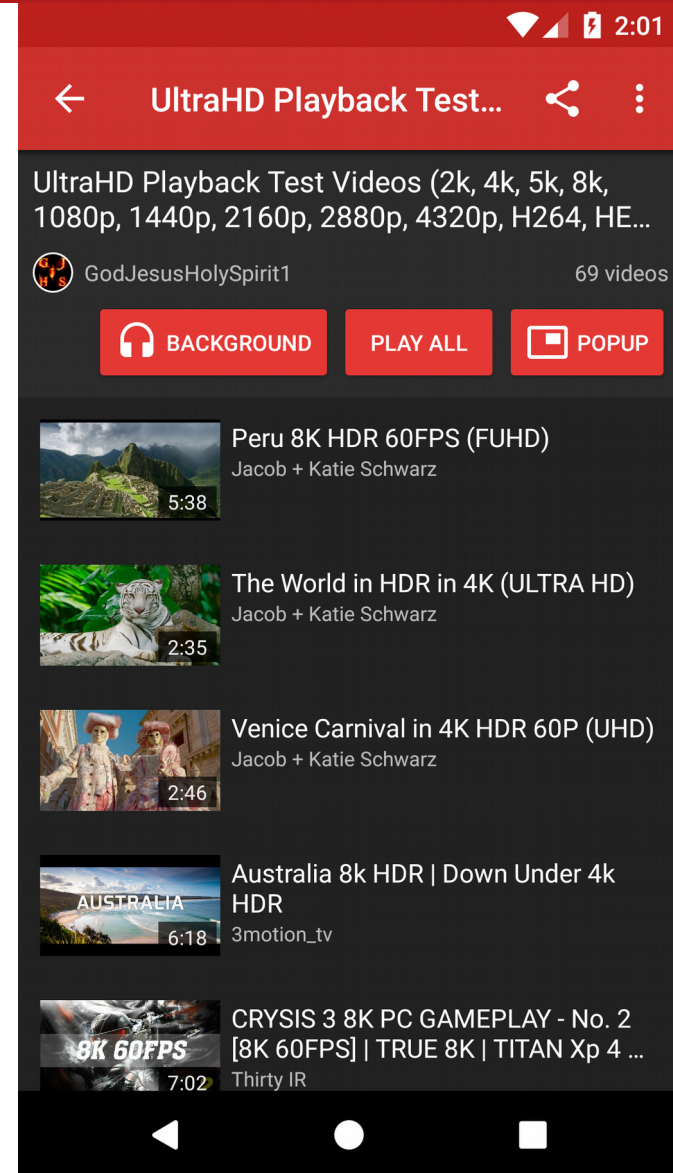 2:01
UltraHD Playback Test...
UltraHD Playback Test Videos (2k, 4k, 5k, 8k,
1080p, 1440p, 2160p, 2880p, 4320p, H264, HE...
G J
H S
GodJesusHolySpirit1
69 videos
BACKGROUND
PLAY ALL
POPUP
Peru 8K HDR 60FPS (FUHD)
Jacob + Katie Schwarz
5:38
The World in HDR in 4K (ULTRA HD)
Jacob + Katie Schwarz
2:35
Venice Carnival in 4K HDR 60P (UHD)
Jacob + Katie Schwarz
2:46
Australia 8k HDR | Down Under 4k
HDR
3motion_tv
AUSTRALIA
6:18
CRYSIS 3 8K PC GAMEPLAY - No. 2
[8K 60FPS] | TRUE 8K | TITAN Xp 4 ...
Thirty IR
8K 60FPS
7:02